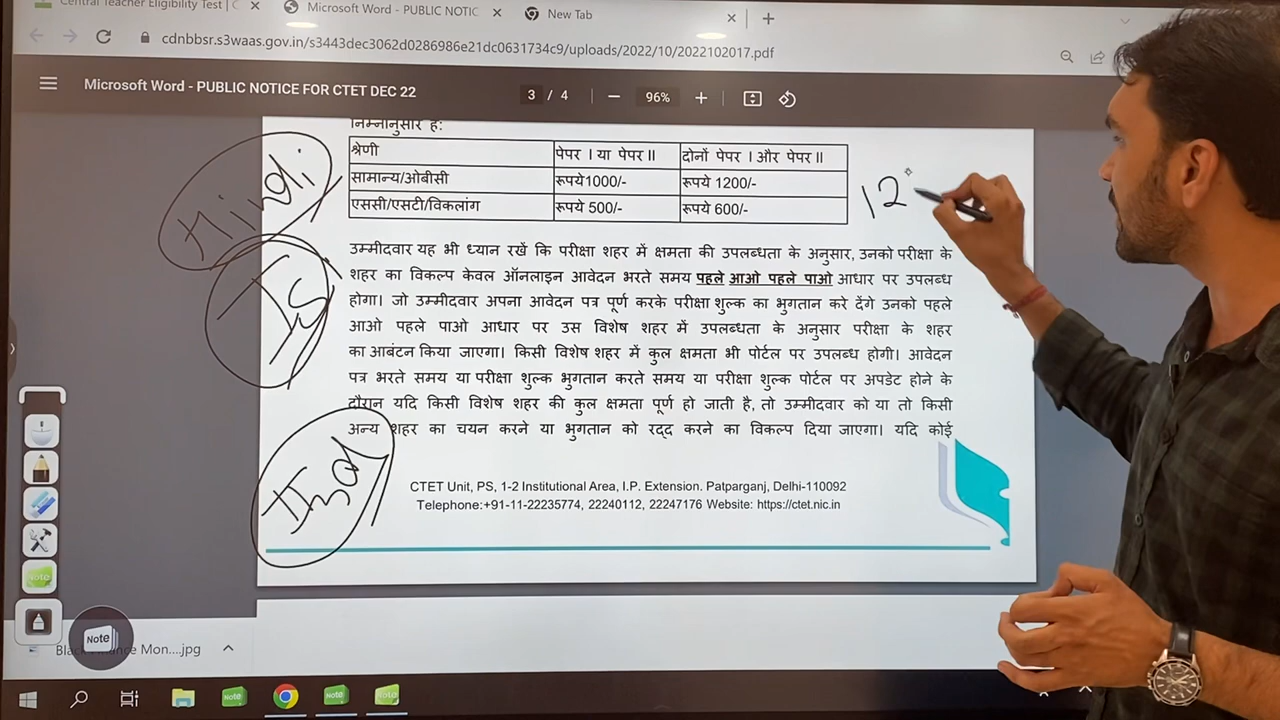 Central Teacher Eligibility Test | C
Microsoft Word - PUBLIC NOTIC
New Tab
cdnbbsr.s3waas.gov.in/s3443dec3062d0286986e21dc0631734c9/uploads/2022/10/2022102017.pdf
Microsoft Word - PUBLIC NOTICE FOR CTET DEC 22
3 / 4
96%
निम्नानुसार है:
श्रेणी पेपर I या पेपर II दोनों पेपर I और पेपर II
सामान्य/ओबीसी रूपये1000/- रूपये 1200/-
एससी/एसटी/विकलांग रूपये 500/- रूपये 600/-
12
Hindi
Ist
IInd
उम्मीदवार यह भी ध्यान रखें कि परीक्षा शहर में क्षमता की उपलब्धता के अनुसार, उनको परीक्षा के
शहर का विकल्प केवल ऑनलाइन आवेदन भरते समय पहले आओ पहले पाओ आधार पर उपलब्ध
होगा। जो उम्मीदवार अपना आवेदन पत्र पूर्ण करके परीक्षा शुल्क का भुगतान करे देंगे उनको पहले
आओ पहले पाओ आधार पर उस विशेष शहर में उपलब्धता के अनुसार परीक्षा के शहर
का आबंटन किया जाएगा। किसी विशेष शहर में कुल क्षमता भी पोर्टल पर उपलब्ध होगी। आवेदन
पत्र भरते समय या परीक्षा शुल्क भुगतान करते समय या परीक्षा शुल्क पोर्टल पर अपडेट होने के
दौरान यदि किसी विशेष शहर की कुल क्षमता पूर्ण हो जाती है, तो उम्मीदवार को या तो किसी
अन्य शहर का चयन करने या भुगतान को रद्द करने का विकल्प दिया जाएगा। यदि कोई
CTET Unit, PS, 1-2 Institutional Area, I.P. Extension. Patparganj, Delhi-110092
Telephone:+91-11-22235774, 22240112, 22247176 Website: https://ctet.nic.in
Note
Note
Mon....jpg
Note
Note
Note